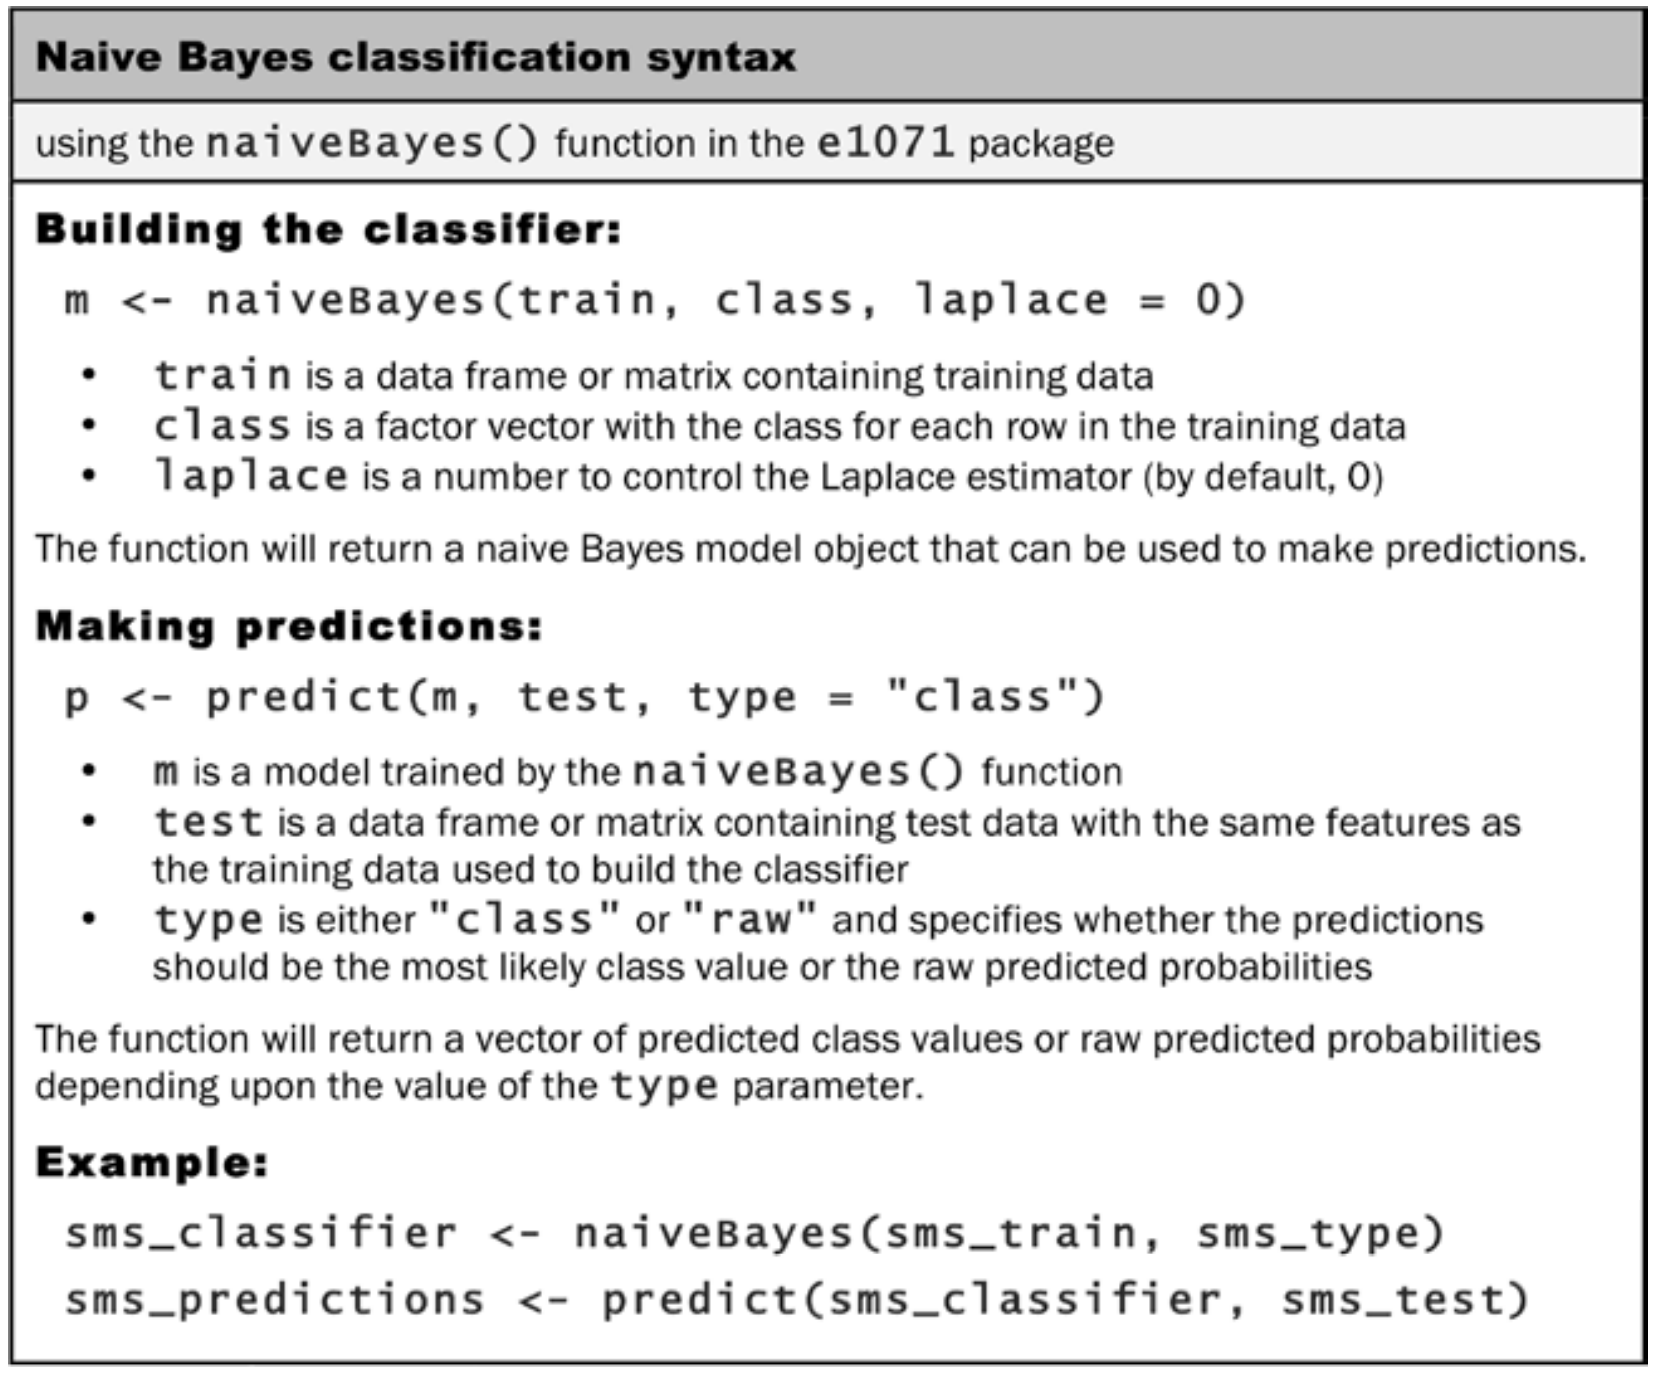 Naive Bayes classification syntax
using the naiveBayes() function in the e1071 package
Building the classifier:
m <- naiveBayes(train, class, laplace = 0)
• train is a data frame or matrix containing training data
• class is a factor vector with the class for each row in the training data
• laplace is a number to control the Laplace estimator (by default, 0)
The function will return a naive Bayes model object that can be used to make predictions.
Making predictions:
p <- predict(m, test, type = "class")
• m is a model trained by the naiveBayes() function
• test is a data frame or matrix containing test data with the same features as
the training data used to build the classifier
• type is either "class" or "raw" and specifies whether the predictions
should be the most likely class value or the raw predicted probabilities
The function will return a vector of predicted class values or raw predicted probabilities
depending upon the value of the type parameter.
Example:
sms_classifier <- naiveBayes(sms_train, sms_type)
sms_predictions <- predict(sms_classifier, sms_test)